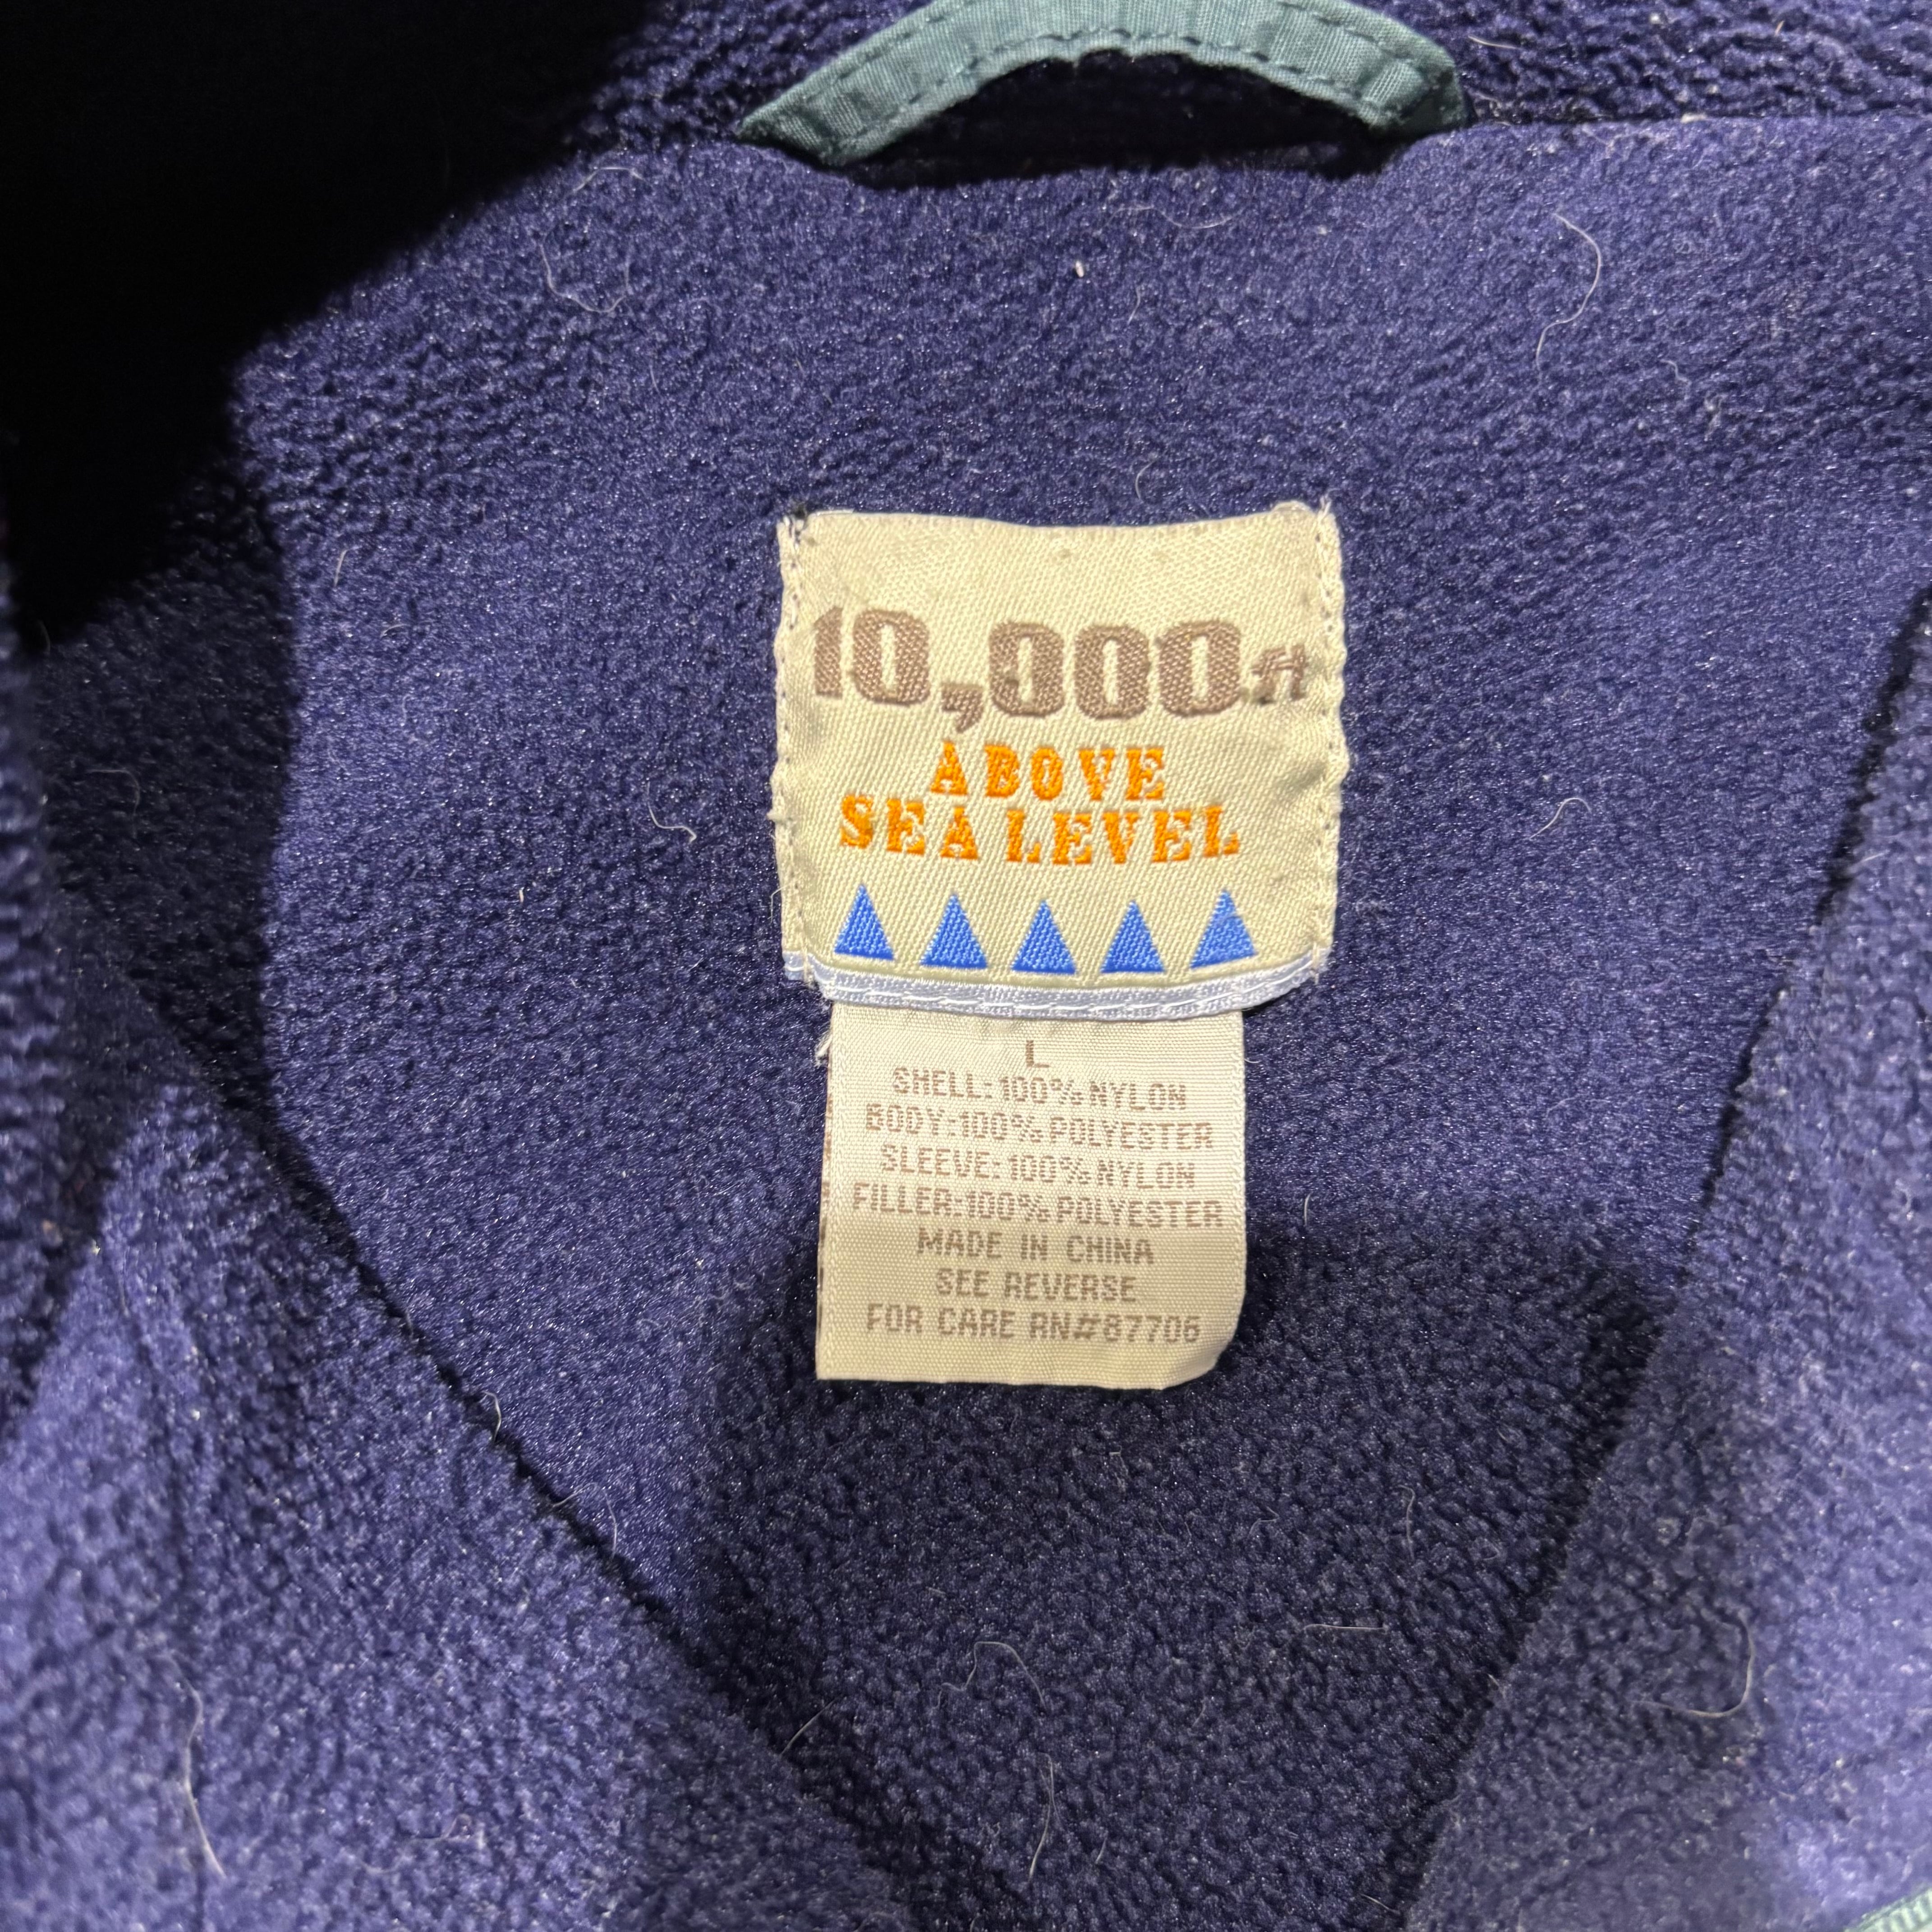 10,000ft
ABOVE
SEA LEVEL
L
SHELL: 100% NYLON
BODY: 100% POLYESTER
SLEEVE: 100% NYLON
FILLER: 100% POLYESTER
MADE IN CHINA
SEE REVERSE
FOR CARE RN#87706